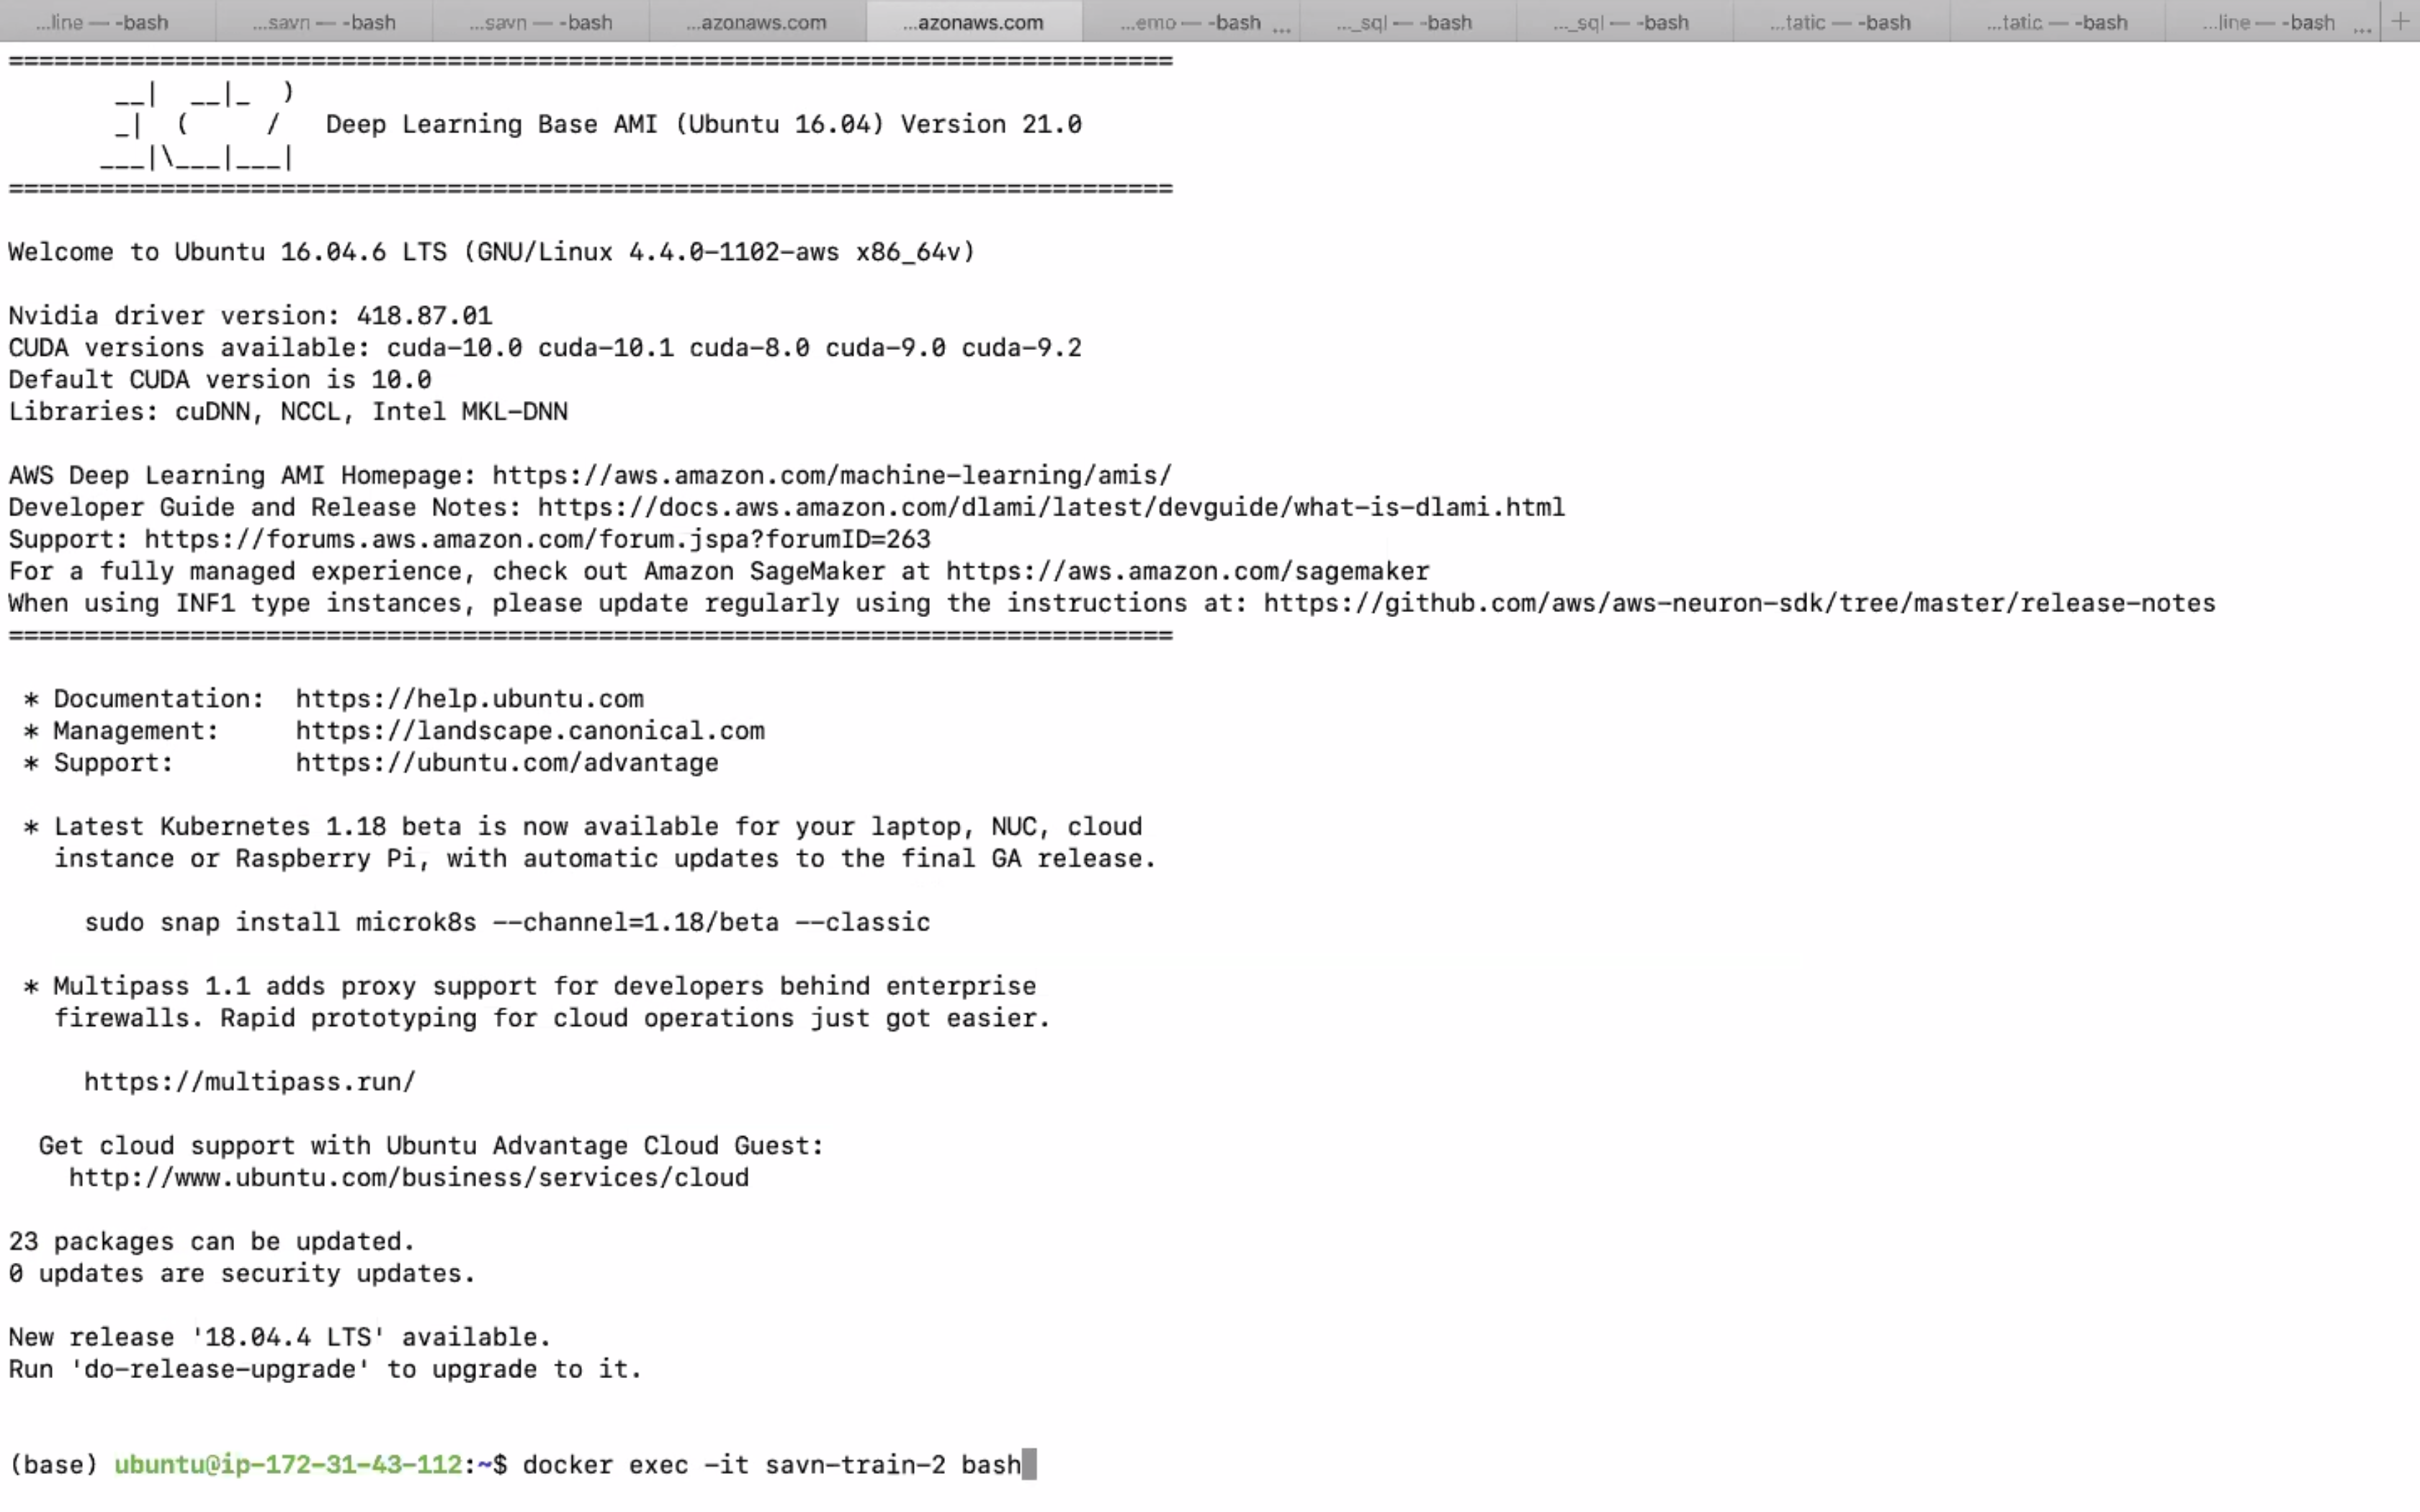 ...line — -bash ...savn — -bash ...savn — -bash ...azonaws.com ...azonaws.com ...emo — -bash ... ..._sql — -bash ..._sql — -bash ...tatic — -bash ...tatic — -bash ...line — -bash ... +
=============================================================================
       __|  __|_  )
       _|  (     /   Deep Learning Base AMI (Ubuntu 16.04) Version 21.0
      ___|\___|___|
=============================================================================
Welcome to Ubuntu 16.04.6 LTS (GNU/Linux 4.4.0-1102-aws x86_64v)
Nvidia driver version: 418.87.01
CUDA versions available: cuda-10.0 cuda-10.1 cuda-8.0 cuda-9.0 cuda-9.2
Default CUDA version is 10.0
Libraries: cuDNN, NCCL, Intel MKL-DNN
AWS Deep Learning AMI Homepage: https://aws.amazon.com/machine-learning/amis/
Developer Guide and Release Notes: https://docs.aws.amazon.com/dlami/latest/devguide/what-is-dlami.html
Support: https://forums.aws.amazon.com/forum.jspa?forumID=263
For a fully managed experience, check out Amazon SageMaker at https://aws.amazon.com/sagemaker
When using INF1 type instances, please update regularly using the instructions at: https://github.com/aws/aws-neuron-sdk/tree/master/release-notes
=============================================================================
 * Documentation:  https://help.ubuntu.com
 * Management:     https://landscape.canonical.com
 * Support:        https://ubuntu.com/advantage
 * Latest Kubernetes 1.18 beta is now available for your laptop, NUC, cloud
   instance or Raspberry Pi, with automatic updates to the final GA release.
     sudo snap install microk8s --channel=1.18/beta --classic
 * Multipass 1.1 adds proxy support for developers behind enterprise
   firewalls. Rapid prototyping for cloud operations just got easier.
     https://multipass.run/
  Get cloud support with Ubuntu Advantage Cloud Guest:
    http://www.ubuntu.com/business/services/cloud
23 packages can be updated.
0 updates are security updates.
New release '18.04.4 LTS' available.
Run 'do-release-upgrade' to upgrade to it.
(base) ubuntu@ip-172-31-43-112:~$ docker exec -it savn-train-2 bash